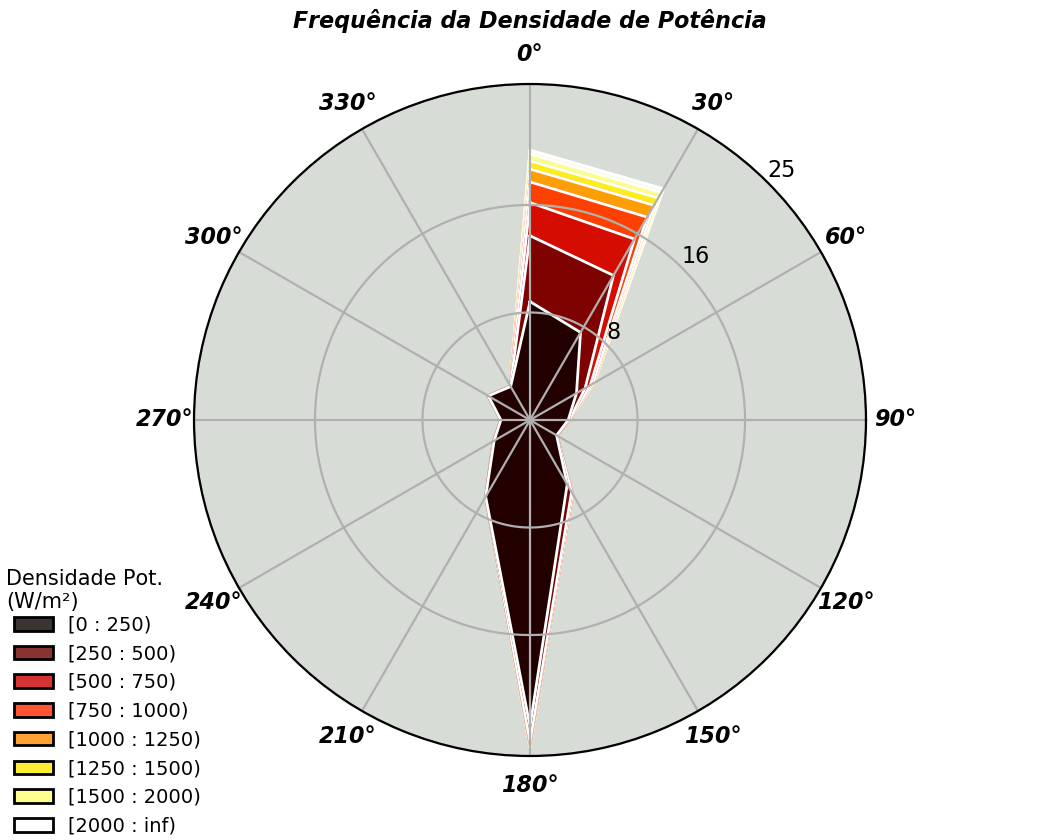 Frequência da Densidade de Potência
0°
330°
30°
25
300°
60°
16
8
270°
90°
240°
120°
210°
150°
180°
Densidade Pot.
(W/m²)
[0 : 250)
[250 : 500)
[500 : 750)
[750 : 1000)
[1000 : 1250)
[1250 : 1500)
[1500 : 2000)
[2000 : inf)